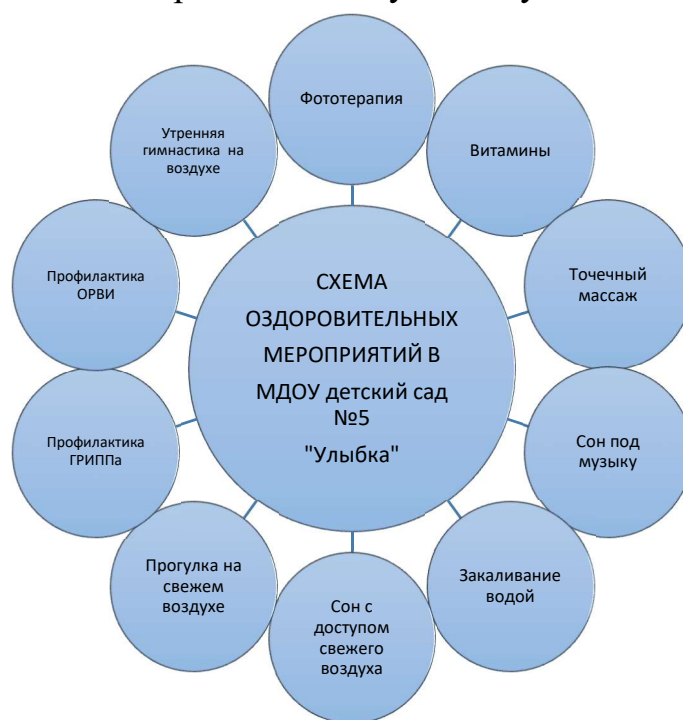 СХЕМА
ОЗДОРОВИТЕЛЬНЫХ
МЕРОПРИЯТИЙ В
МДОУ детский сад
№5
"Улыбка"
Фототерапия
Витамины
Точечный
массаж
Сон под
музыку
Закаливание
водой
Сон с
доступом
свежего
воздуха
Прогулка на
свежем
воздухе
Профилактика
ГРИППа
Профилактика
ОРВИ
Утренняя
гимнастика на
воздухе